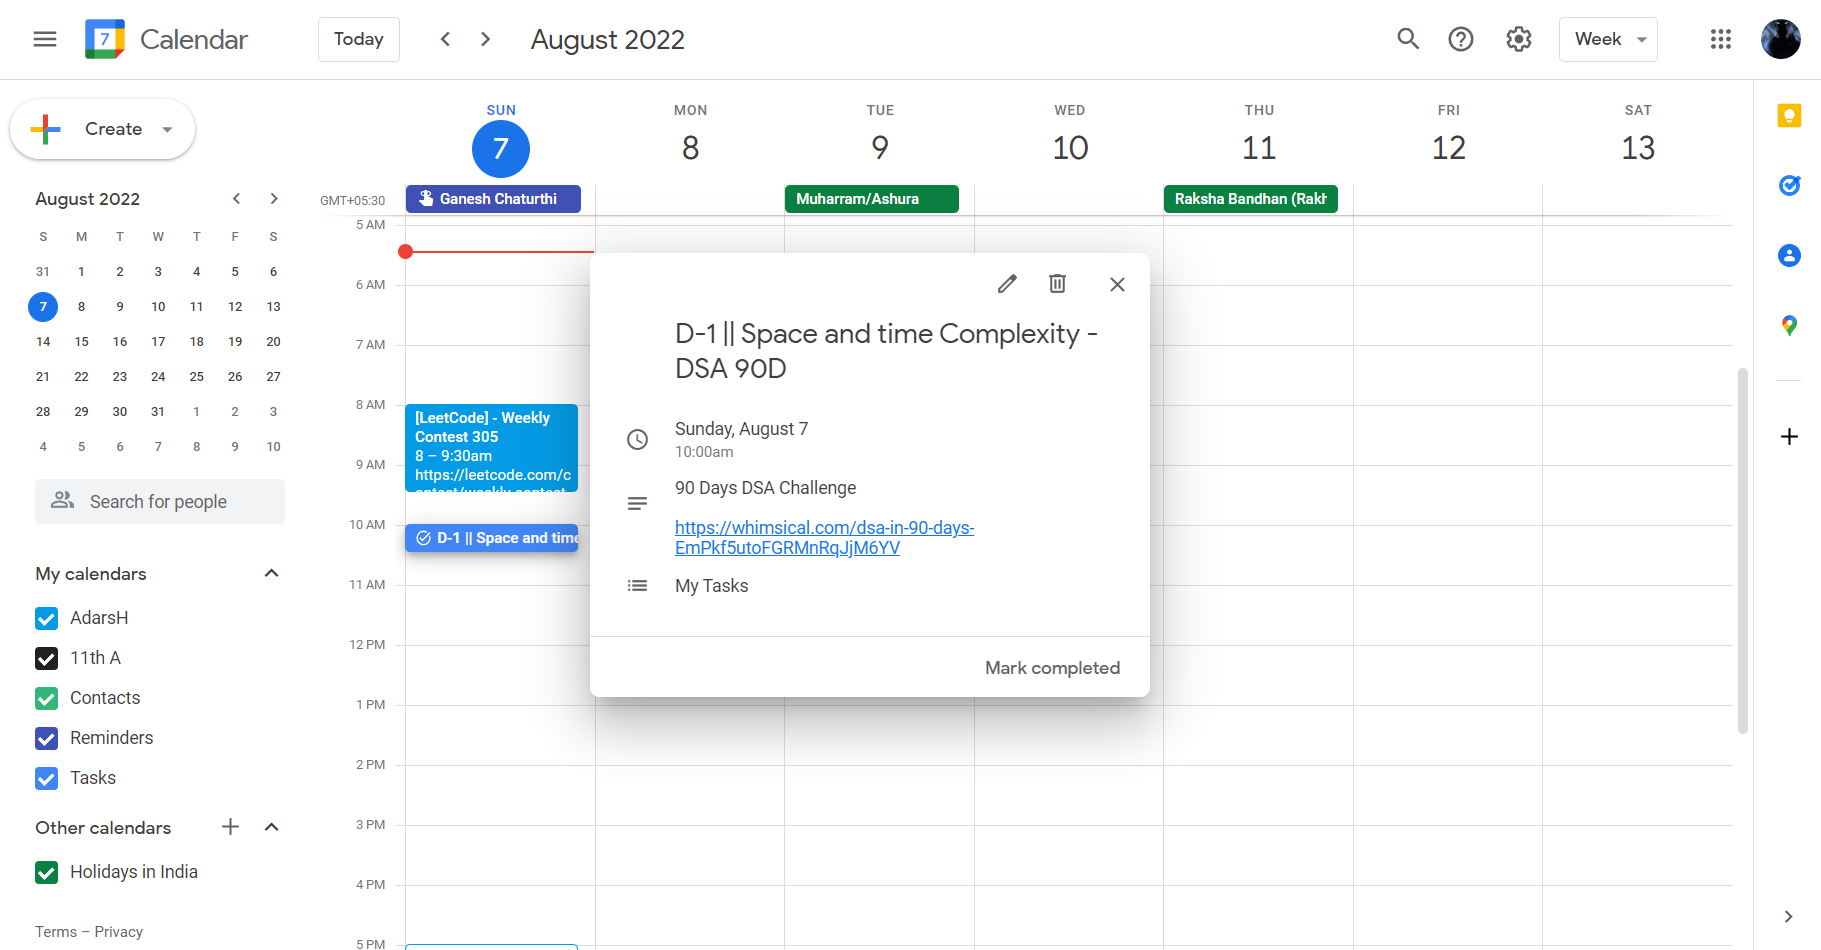 7 Calendar
Today
August 2022
Week
Create
August 2022
S M T W T F S
31 1 2 3 4 5 6
7 8 9 10 11 12 13
14 15 16 17 18 19 20
21 22 23 24 25 26 27
28 29 30 31 1 2 3
4 5 6 7 8 9 10
Search for people
My calendars
AdarsH
11th A
Contacts
Reminders
Tasks
Other calendars
Holidays in India
Terms – Privacy
SUN MON TUE WED THU FRI SAT
7 8 9 10 11 12 13
GMT+05:30
Ganesh Chaturthi
Muharram/Ashura
Raksha Bandhan (Rakh
5 AM
6 AM
7 AM
8 AM
9 AM
10 AM
11 AM
12 PM
1 PM
2 PM
3 PM
4 PM
5 PM
[LeetCode] - Weekly
Contest 305
8 – 9:30am
https://leetcode.com/c
ontest/weekly-contest
D-1 || Space and time
D-1 || Space and time Complexity -
DSA 90D
Sunday, August 7
10:00am
90 Days DSA Challenge
https://whimsical.com/dsa-in-90-days-
EmPkf5utoFGRMnRqJjM6YV
My Tasks
Mark completed